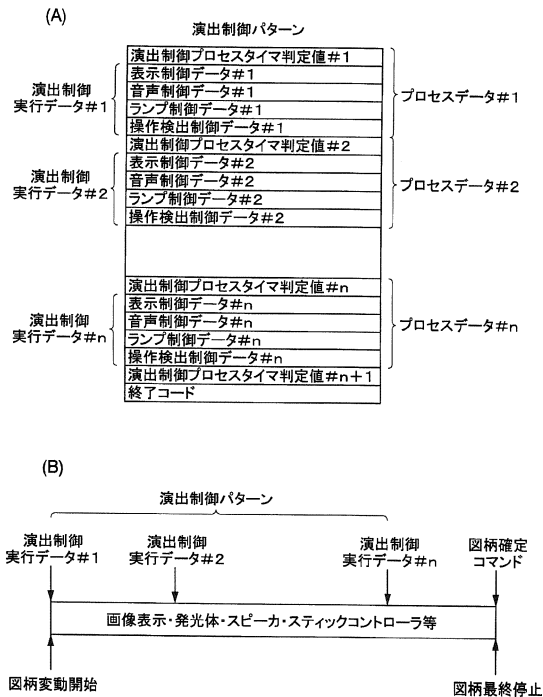 (A)
演出制御パターン
演出制御プロセスタイマ判定値#1
表示制御データ#1
音声制御データ#1
ランプ制御データ#1
操作検出制御データ#1
演出制御
実行データ#1
プロセスデータ#1
演出制御プロセスタイマ判定値#2
表示制御データ#2
音声制御データ#2
ランプ制御データ#2
操作検出制御データ#2
演出制御
実行データ#2
プロセスデータ#2
演出制御プロセスタイマ判定値#n
表示制御データ#n
音声制御データ#n
ランプ制御データ#n
操作検出制御データ#n
演出制御
実行データ#n
プロセスデータ#n
演出制御プロセスタイマ判定値#n+1
終了コード
(B)
演出制御パターン
演出制御
実行データ#1
演出制御
実行データ#2
演出制御
実行データ#n
図柄確定
コマンド
画像表示・発光体・スピーカ・スティックコントローラ等
図柄変動開始
図柄最終停止